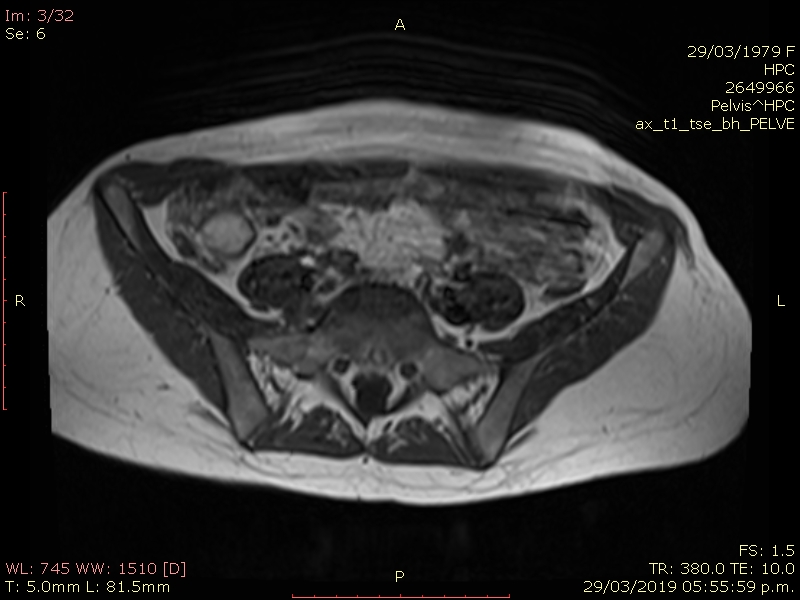 Im: 3/32
Se: 6
A
29/03/1979 F
HPC
2649966
Pelvis^HPC
ax_t1_tse_bh_PELVE
R
L
WL: 745 WW: 1510 [D]
T: 5.0mm L: 81.5mm
P
FS: 1.5
TR: 380.0 TE: 10.0
29/03/2019 05:55:59 p.m.